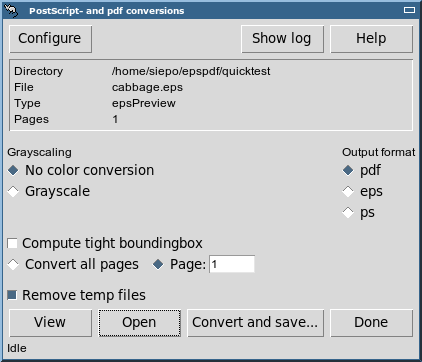 PostScript- and pdf conversions
Configure Show log Help
Directory /home/siepo/epspdf/quicktest
File cabbage.eps
Type epsPreview
Pages 1
Grayscaling Output format
No color conversion pdf
Grayscale eps
ps
Compute tight boundingbox
Convert all pages Page: 1
Remove temp files
View Open Convert and save... Done
Idle